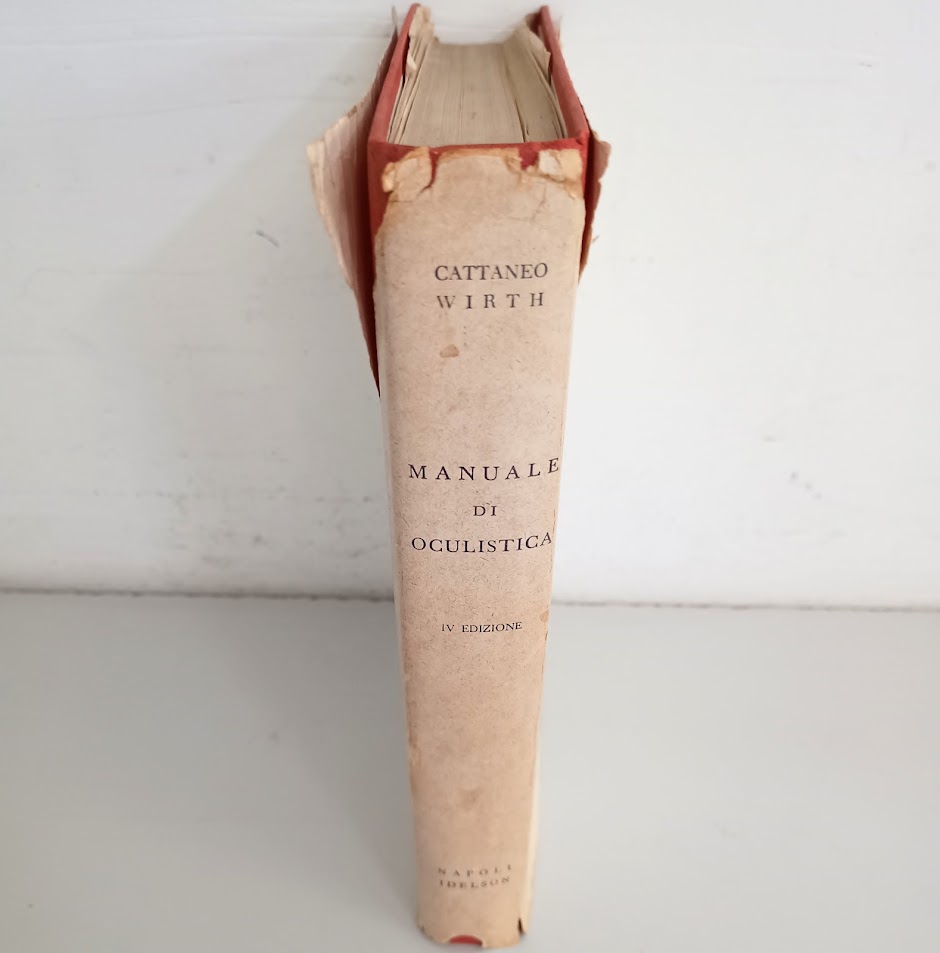 CATTANEO
WIRTH
MANUALE
DI
OCULISTICA
IV EDIZIONE
NAPOLI
IDELSON